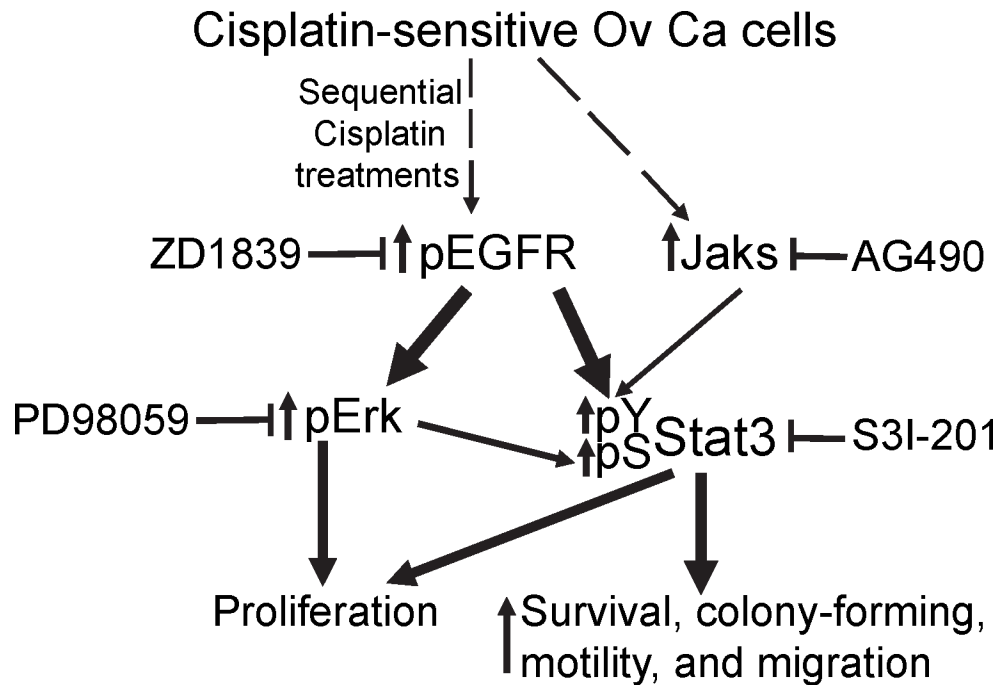 Cisplatin-sensitive Ov Ca cells
Sequential
Cisplatin
treatments
ZD1839
pEGFR
Jaks
AG490
PD98059
pErk
pY
pS
Stat3
S3I-201
Proliferation
Survival, colony-forming,
motility, and migration